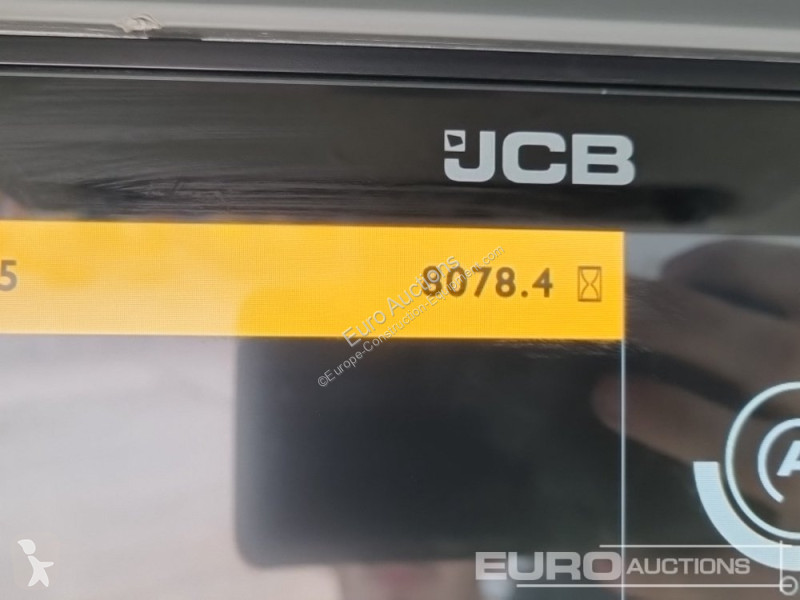 JCB
5 8078.4
Euro Auctions
©Europe-Construction-Equipment.com
A
EURO AUCTIONS